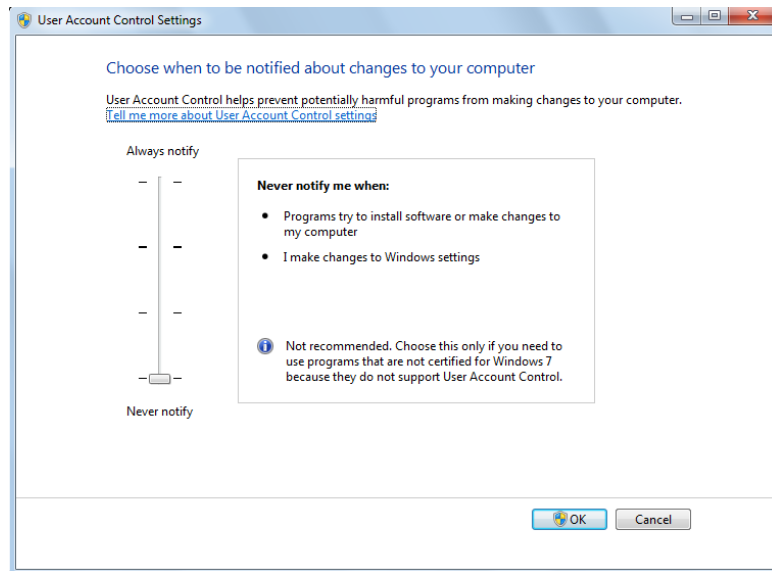 User Account Control Settings
Choose when to be notified about changes to your computer
User Account Control helps prevent potentially harmful programs from making changes to your computer.
Tell me more about User Account Control settings
Always notify
Never notify me when:
• Programs try to install software or make changes to
my computer
• I make changes to Windows settings
Not recommended. Choose this only if you need to
use programs that are not certified for Windows 7
because they do not support User Account Control.
Never notify
OK
Cancel